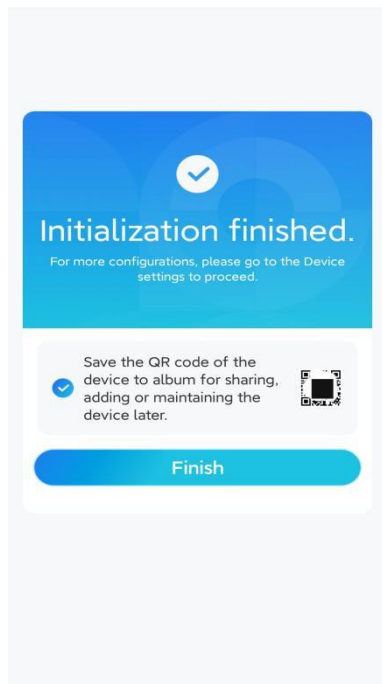 Initialization finished.
For more configurations, please go to the Device
settings to proceed.
Save the QR code of the
device to album for sharing,
adding or maintaining the
device later.
Finish